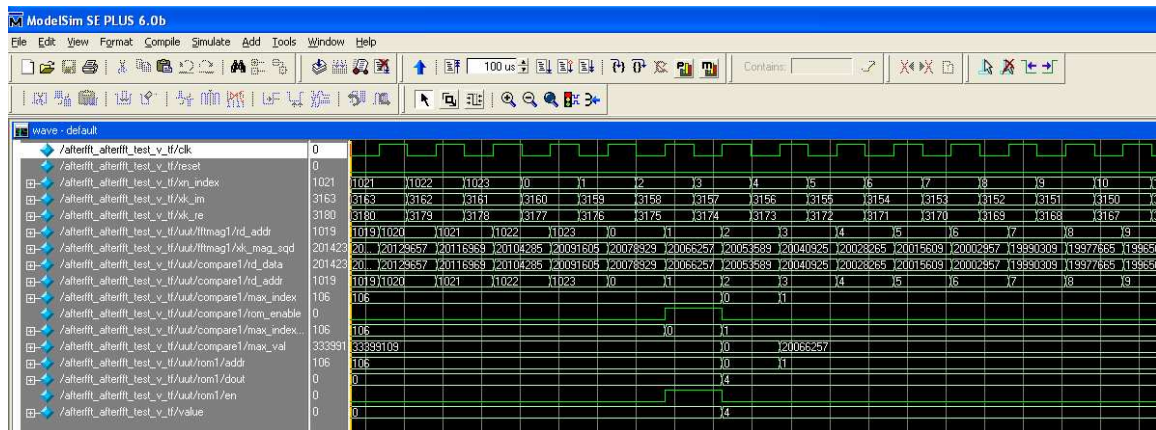 ModelSim SE PLUS 6.0b
File Edit View Format Compile Simulate Add Tools Window Help
100 us Contains:
wave - default
/afterfft_afterfft_test_v_tf/clk 0
/afterfft_afterfft_test_v_tf/reset 0
/afterfft_afterfft_test_v_tf/xn_index 1021 1021 1022 1023 0 1 2 3 4 5 6 7 8 9 10
/afterfft_afterfft_test_v_tf/xk_im 3163 3163 3162 3161 3160 3159 3158 3157 3156 3155 3154 3153 3152 3151 3150
/afterfft_afterfft_test_v_tf/xk_re 3180 3180 3179 3178 3177 3176 3175 3174 3173 3172 3171 3170 3169 3168 3167
/afterfft_afterfft_test_v_tf/uut/fftmag1/rd_addr 1019 1019 1020 1021 1022 1023 0 1 2 3 4 5 6 7 8 9
/afterfft_afterfft_test_v_tf/uut/fftmag1/xk_mag_sqd 201423 20... 20129657 20116969 20104285 20091605 20078929 20066257 20053589 20040925 20028265 20015609 20002957 19990309 19977665 19965
/afterfft_afterfft_test_v_tf/uut/compare1/rd_data 201423 20... 20129657 20116969 20104285 20091605 20078929 20066257 20053589 20040925 20028265 20015609 20002957 19990309 19977665 19965
/afterfft_afterfft_test_v_tf/uut/compare1/rd_addr 1019 1019 1020 1021 1022 1023 0 1 2 3 4 5 6 7 8 9
/afterfft_afterfft_test_v_tf/uut/compare1/max_index 106 106 0 1
/afterfft_afterfft_test_v_tf/uut/compare1/rom_enable 0
/afterfft_afterfft_test_v_tf/uut/compare1/max_index... 106 106 0 1
/afterfft_afterfft_test_v_tf/uut/compare1/max_val 333991 33399109 0 20066257
/afterfft_afterfft_test_v_tf/uut/rom1/addr 106 106 0 1
/afterfft_afterfft_test_v_tf/uut/rom1/dout 0 0 4
/afterfft_afterfft_test_v_tf/uut/rom1/en 0
/afterfft_afterfft_test_v_tf/value 0 0 4